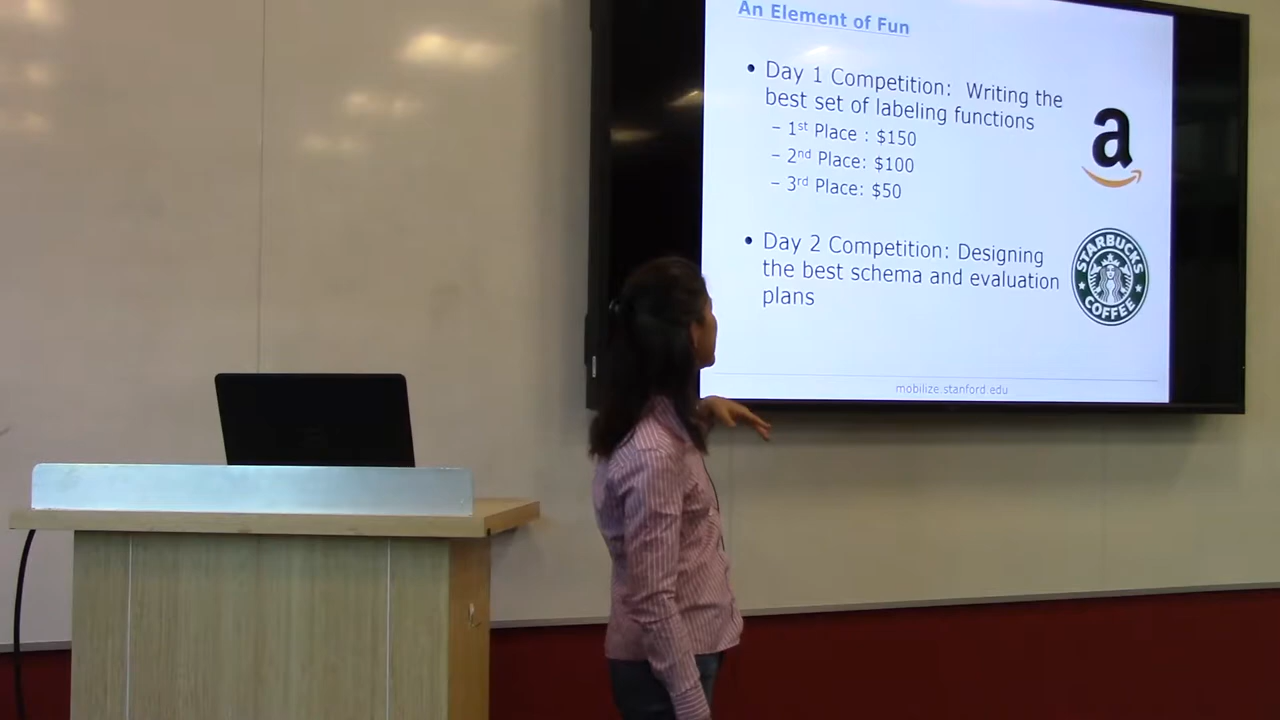 An Element of Fun
• Day 1 Competition: Writing the
best set of labeling functions
– 1st Place : $150
– 2nd Place: $100
– 3rd Place: $50
a
• Day 2 Competition: Designing
the best schema and evaluation
plans
STARBUCKS
COFFEE
mobilize.stanford.edu